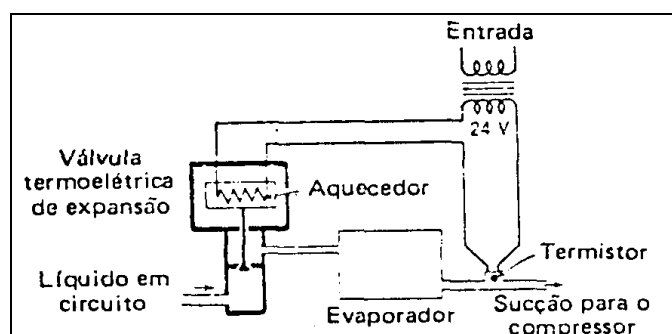 Entrada
24 V
Válvula
termoelétrica
de expansão
Aquecedor
Termistor
Líquido em
circuito
Evaporador
Sucção para o
compressor